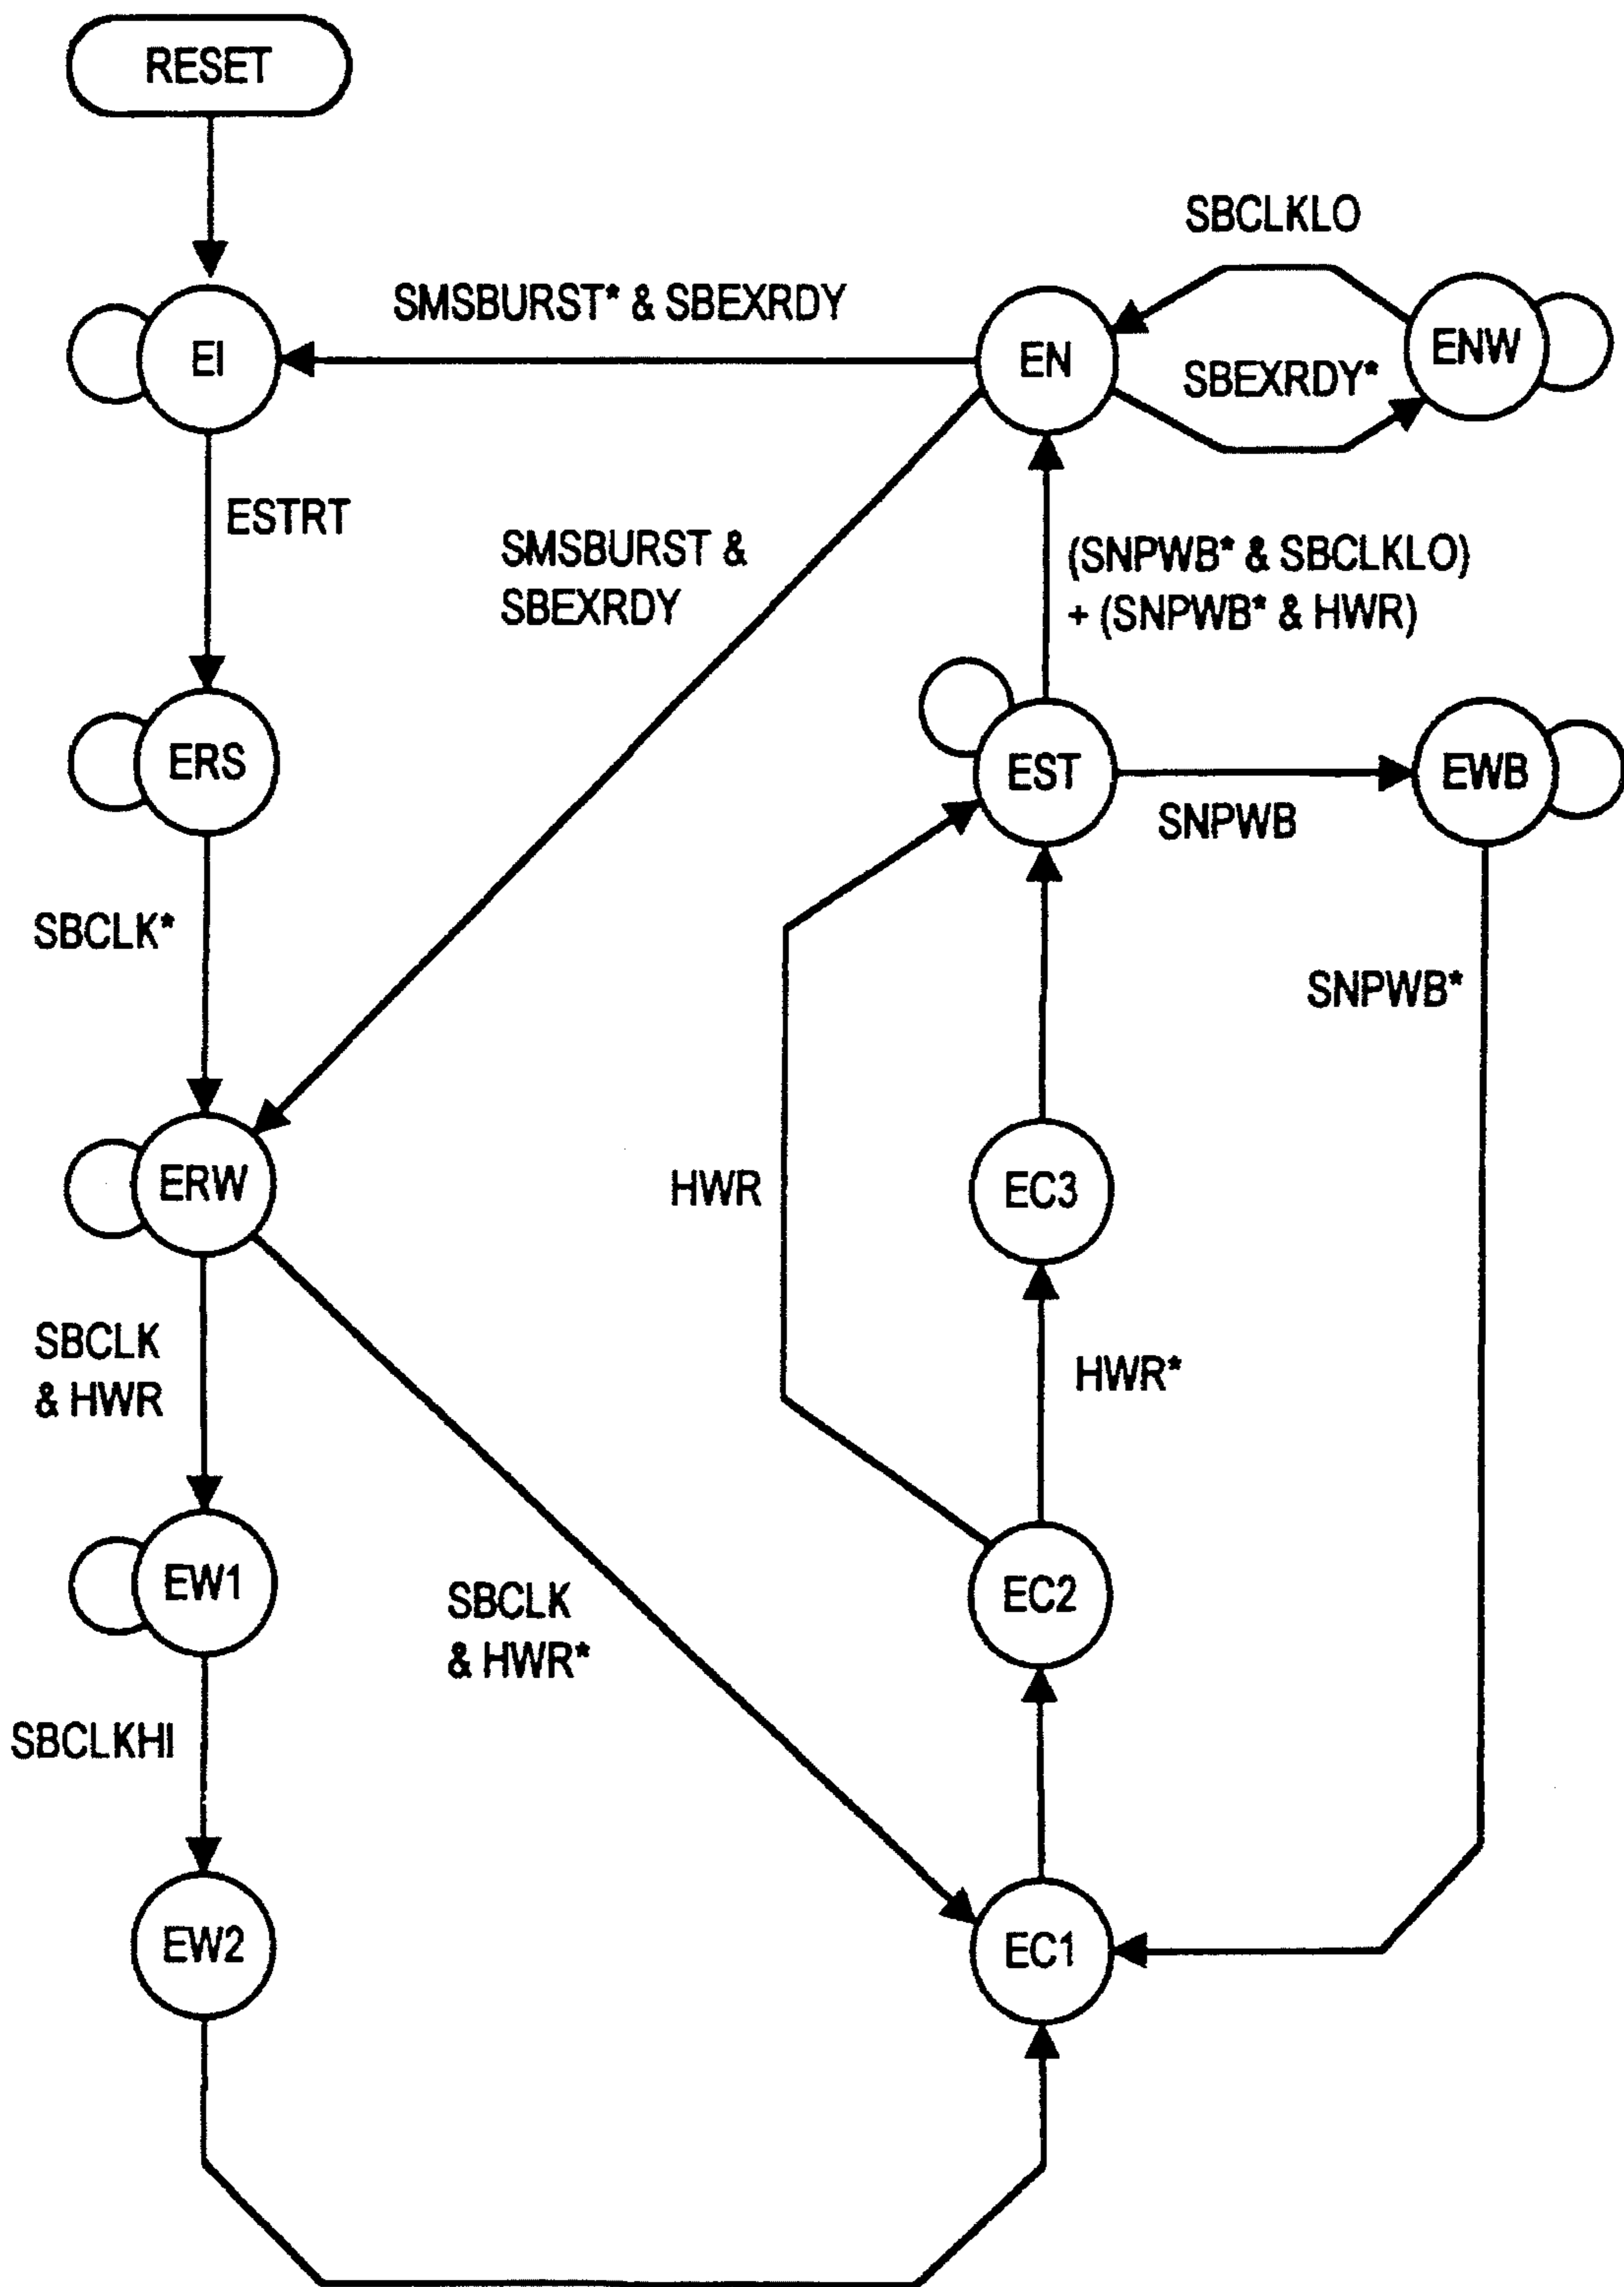 RESET
SBCLKLO
SMSBURST* & SBEXRDY
EI
EN
ENW
SBEXRDY*
ESTRT
SMSBURST &
SBEXRDY
(SNPWB* & SBCLKLO)
+ (SNPWB* & HWR)
ERS
EST
EWB
SNPWB
SBCLK*
SNPWB*
ERW
HWR
EC3
SBCLK
& HWR
HWR*
EW1
EC2
SBCLK
& HWR*
SBCLKHI
EW2
EC1